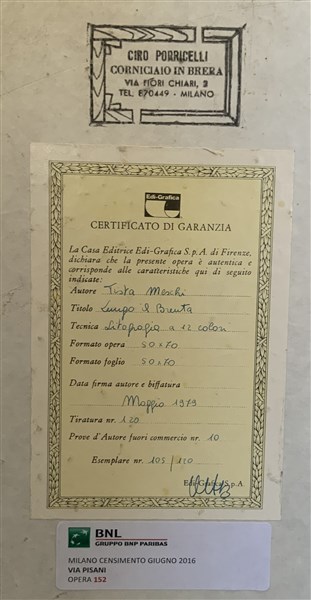 CIRO PORRICELLI
CORNICIAIO IN BRERA
VIA FIORI CHIARI, 2
TEL. 870449 - MILANO
Edi-Grafica
CERTIFICATO DI GARANZIA
La Casa Editrice Edi-Grafica S.p.A. di Firenze,
dichiara che la presente opera è autentica e
corrisponde alle caratteristiche qui di seguito
indicate:
Autore Meschi
Titolo Lungo il Brenta
Tecnica Litografia a 12 colori
Formato opera 50x70
Formato foglio 50x70
Data firma autore e biffatura
Maggio 1979
Tiratura nr. 120
Prove d'Autore fuori commercio nr. 10
Esemplare nr. 105/120
Edi-Grafica S.p.A
BNL
GRUPPO BNP PARIBAS
MILANO CENSIMENTO GIUGNO 2016
VIA PISANI
OPERA 152